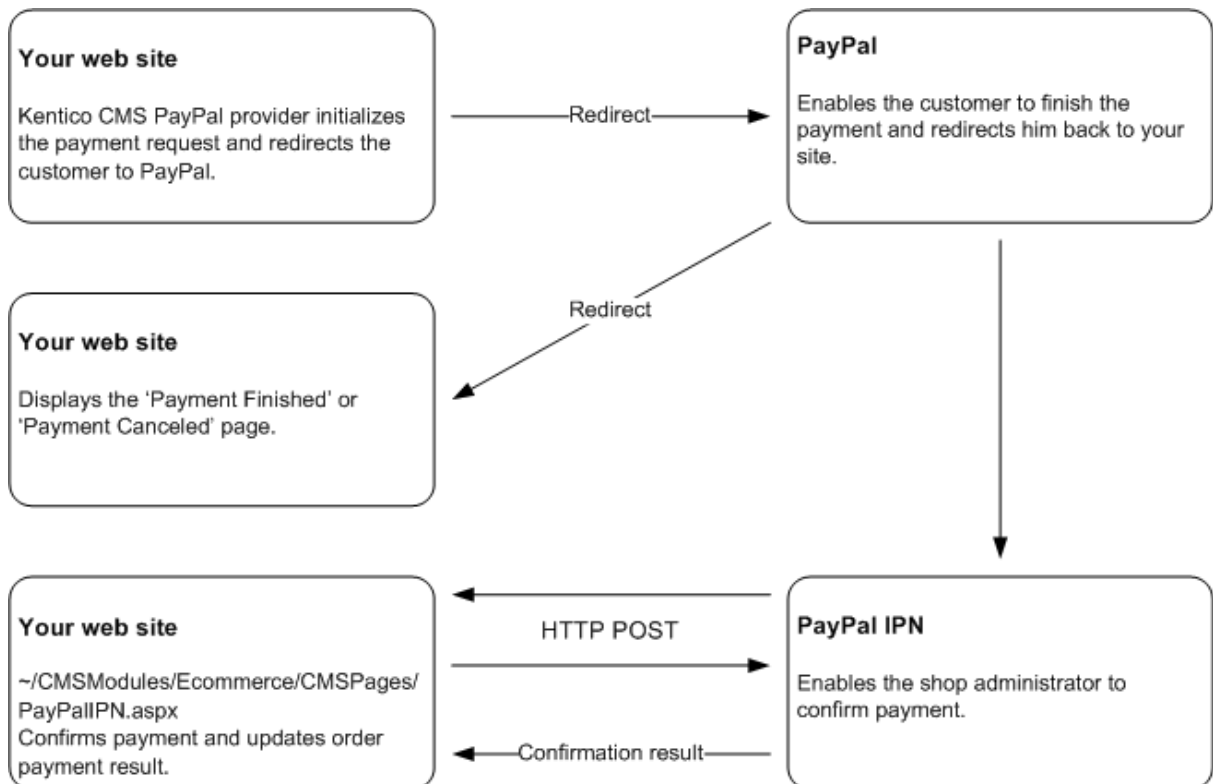 Your web site
Kentico CMS PayPal provider initializes
the payment request and redirects the
customer to PayPal.
Redirect
PayPal
Enables the customer to finish the
payment and redirects him back to your
site.
Redirect
Your web site
Displays the ‘Payment Finished’ or
‘Payment Canceled’ page.
Your web site
~/CMSModules/Ecommerce/CMSPages/
PayPalIPN.aspx
Confirms payment and updates order
payment result.
HTTP POST
Confirmation result
PayPal IPN
Enables the shop administrator to
confirm payment.